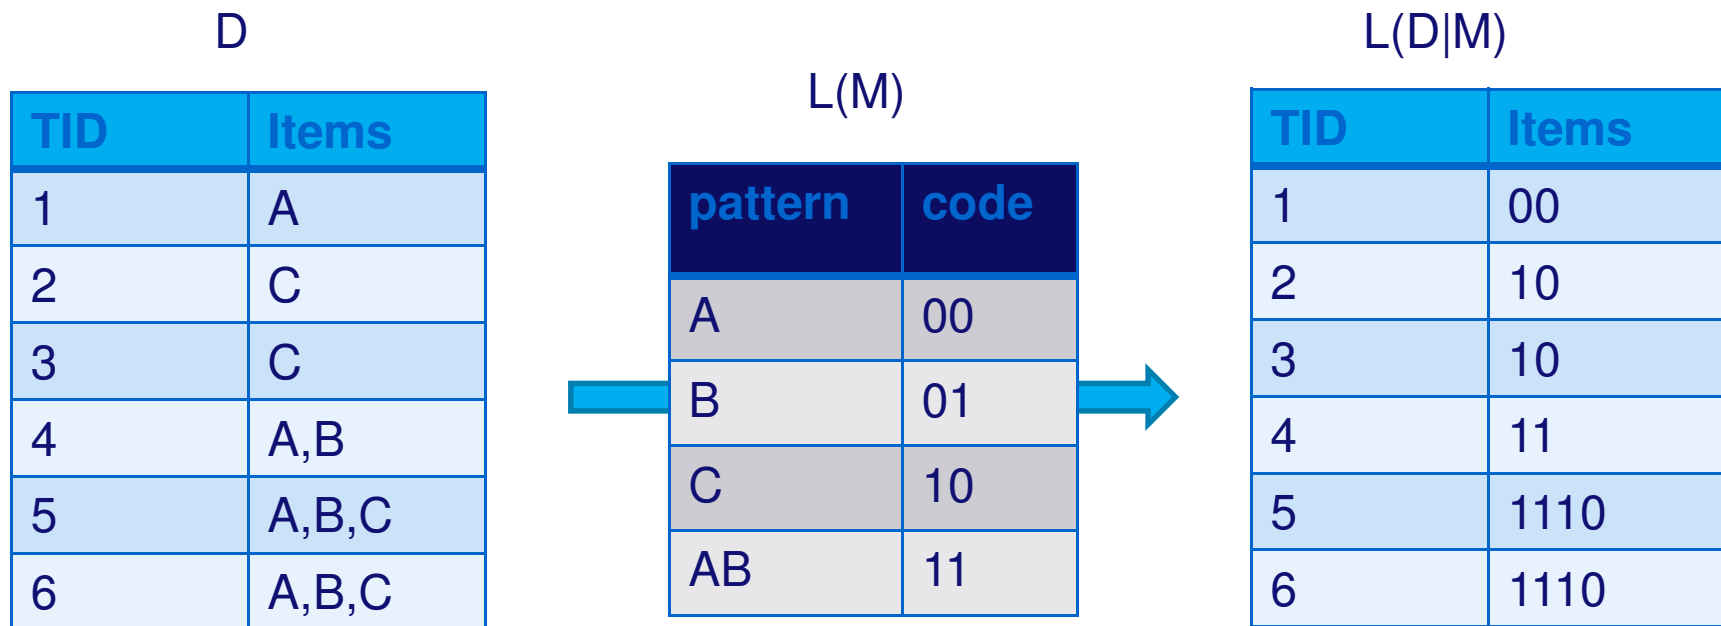 D
TID Items
1 A
2 C
3 C
4 A,B
5 A,B,C
6 A,B,C
L(M)
pattern code
A 00
B 01
C 10
AB 11
L(D|M)
TID Items
1 00
2 10
3 10
4 11
5 1110
6 1110